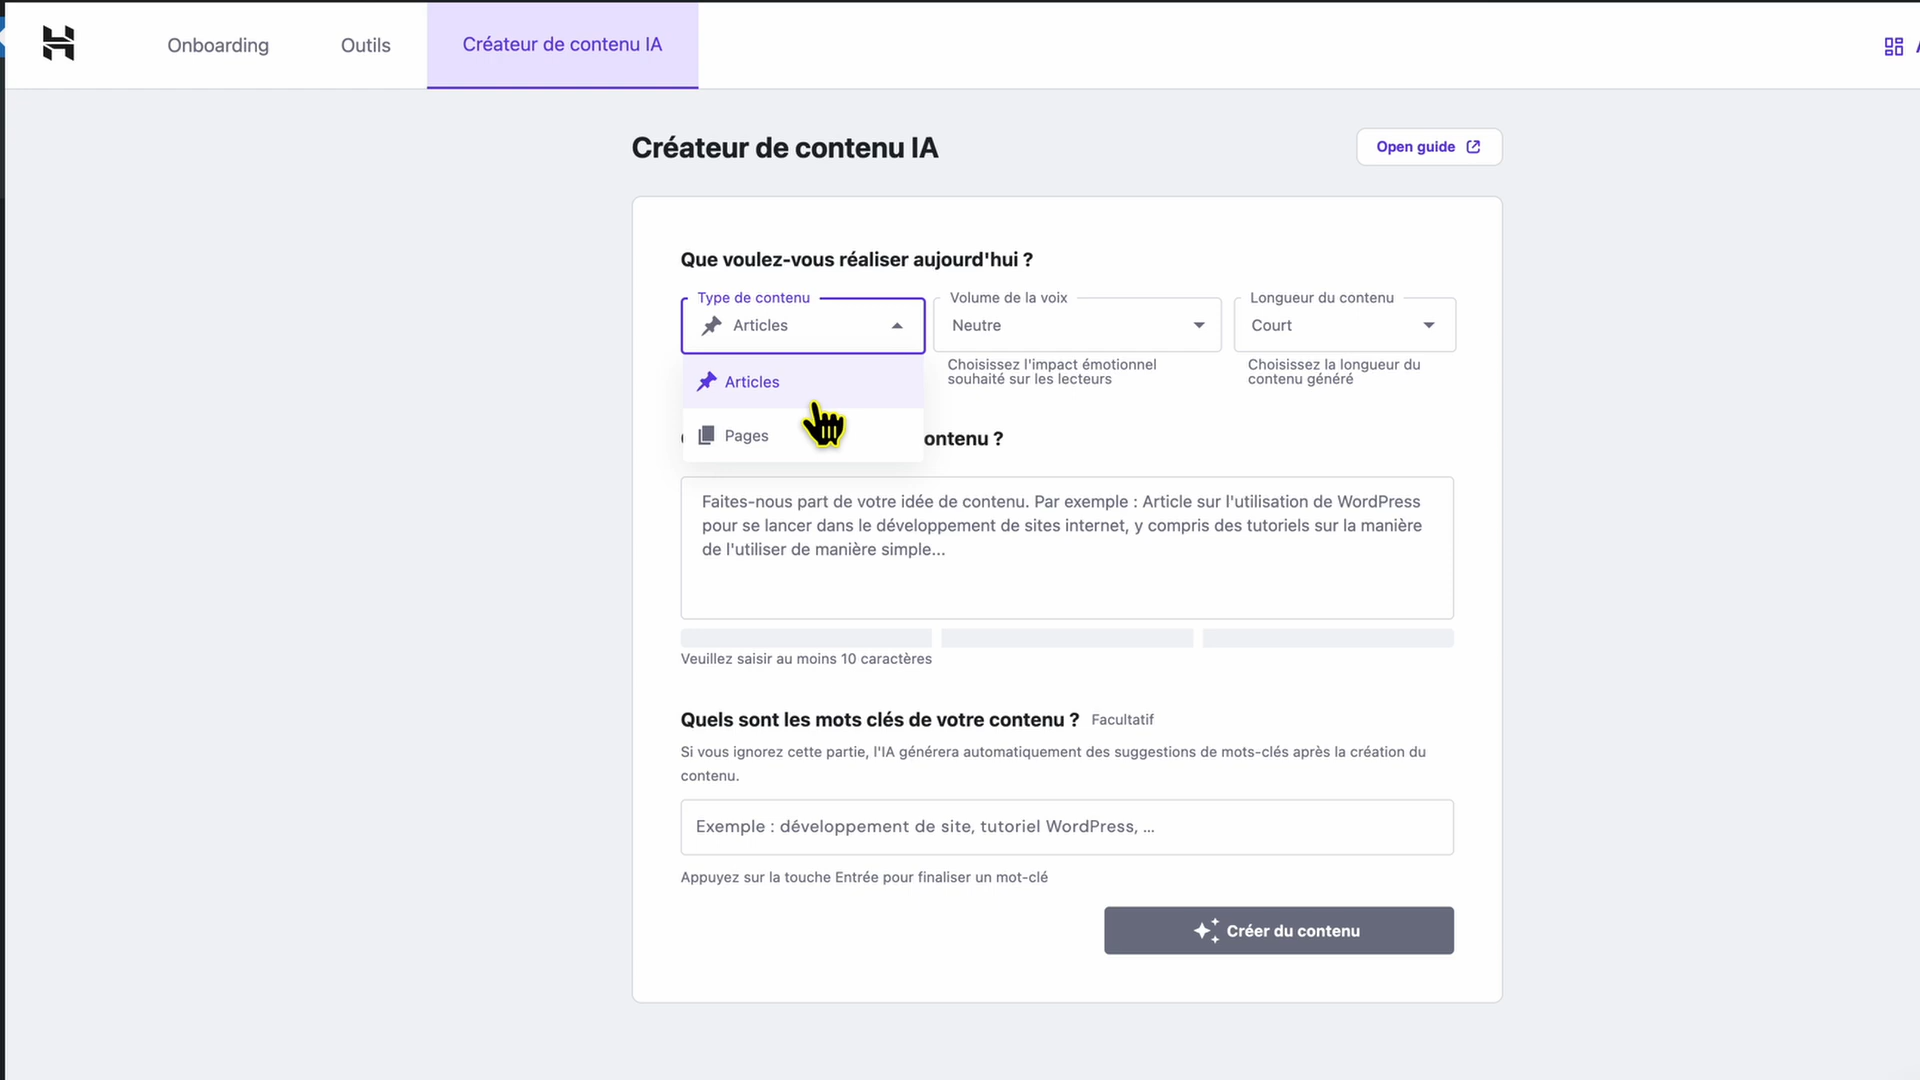 Onboarding
Outils
Créateur de contenu IA
Créateur de contenu IA
Open guide
Que voulez-vous réaliser aujourd'hui ?
Type de contenu
Articles
Volume de la voix
Neutre
Longueur du contenu
Court
Choisissez l'impact émotionnel
souhaité sur les lecteurs
Choisissez la longueur du
contenu généré
Articles
Pages
ontenu ?
Faites-nous part de votre idée de contenu. Par exemple : Article sur l'utilisation de WordPress
pour se lancer dans le développement de sites internet, y compris des tutoriels sur la manière
de l'utiliser de manière simple...
Veuillez saisir au moins 10 caractères
Quels sont les mots clés de votre contenu ? Facultatif
Si vous ignorez cette partie, l'IA générera automatiquement des suggestions de mots-clés après la création du
contenu.
Exemple : développement de site, tutoriel WordPress, ...
Appuyez sur la touche Entrée pour finaliser un mot-clé
Créer du contenu